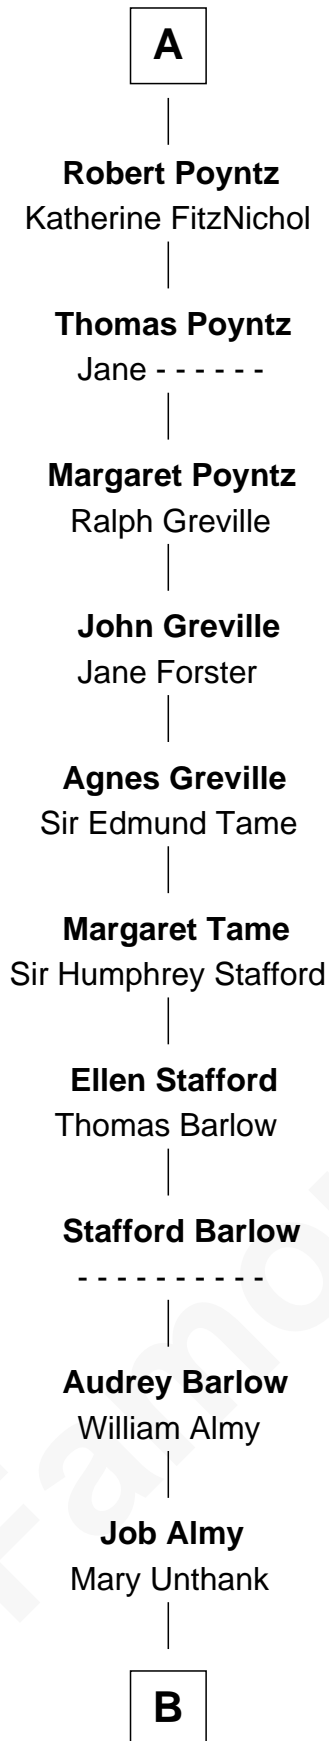 A
Robert Poyntz
Katherine FitzNichol
Thomas Poyntz
Jane - - - - - -
Margaret Poyntz
Ralph Greville
John Greville
Jane Forster
Agnes Greville
Sir Edmund Tame
Margaret Tame
Sir Humphrey Stafford
Ellen Stafford
Thomas Barlow
Stafford Barlow
- - - - - - - - - -
Audrey Barlow
William Almy
Job Almy
Mary Unthank
B